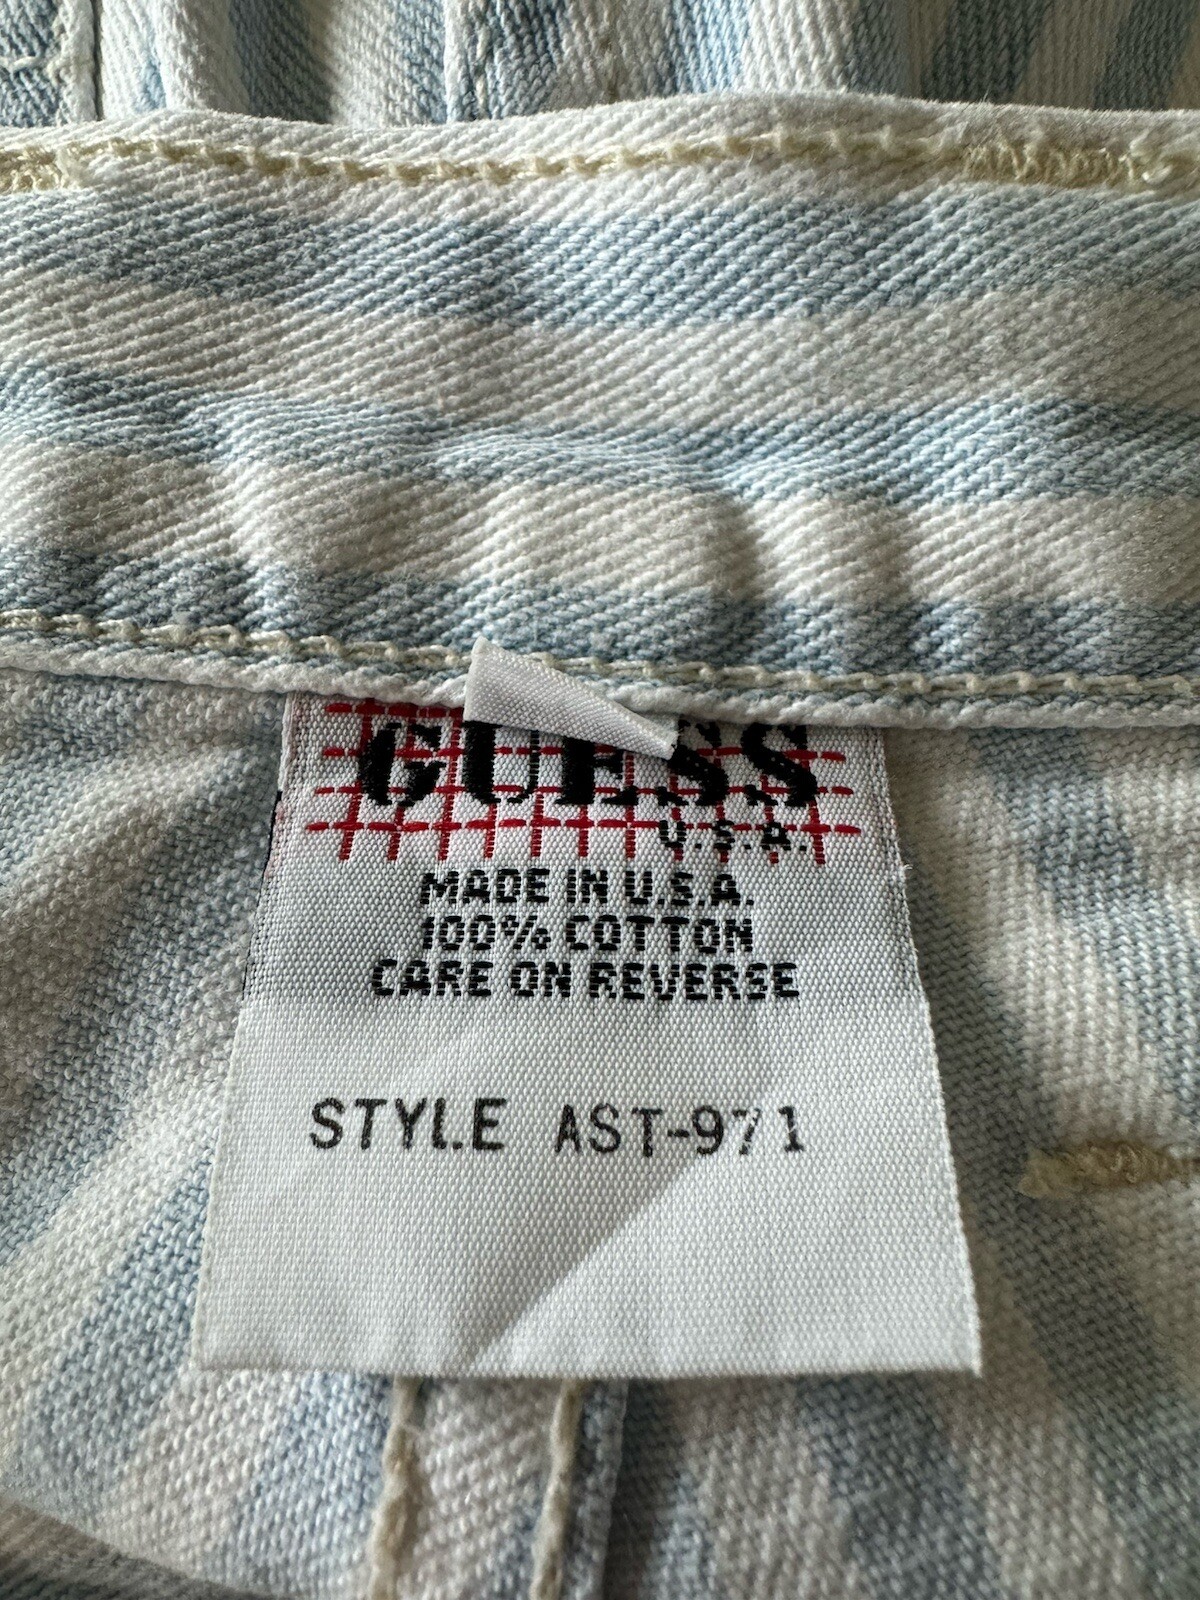 GUESS
U.S.A.
MADE IN U.S.A.
100% COTTON
CARE ON REVERSE
STYLE AST-971